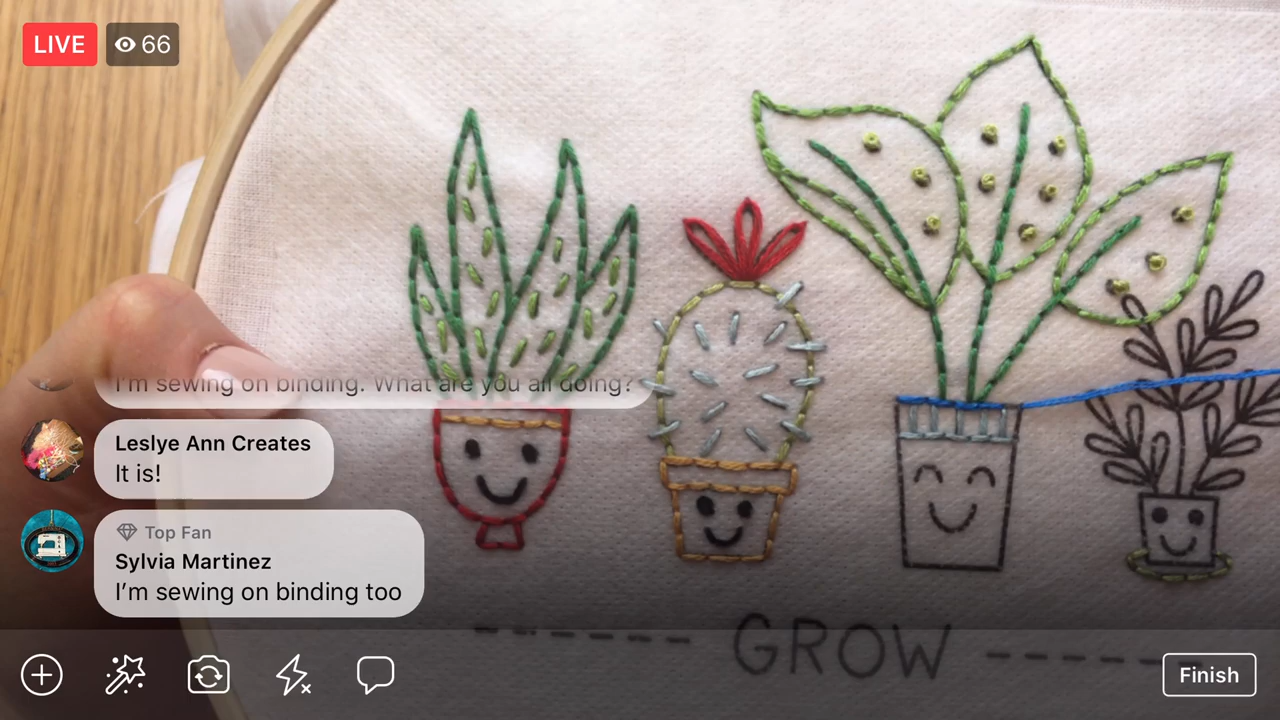 LIVE
66
I'm sewing on binding. What are you all doing?
Leslye Ann Creates
It is!
Top Fan
Sylvia Martinez
I'm sewing on binding too
GROW
Finish